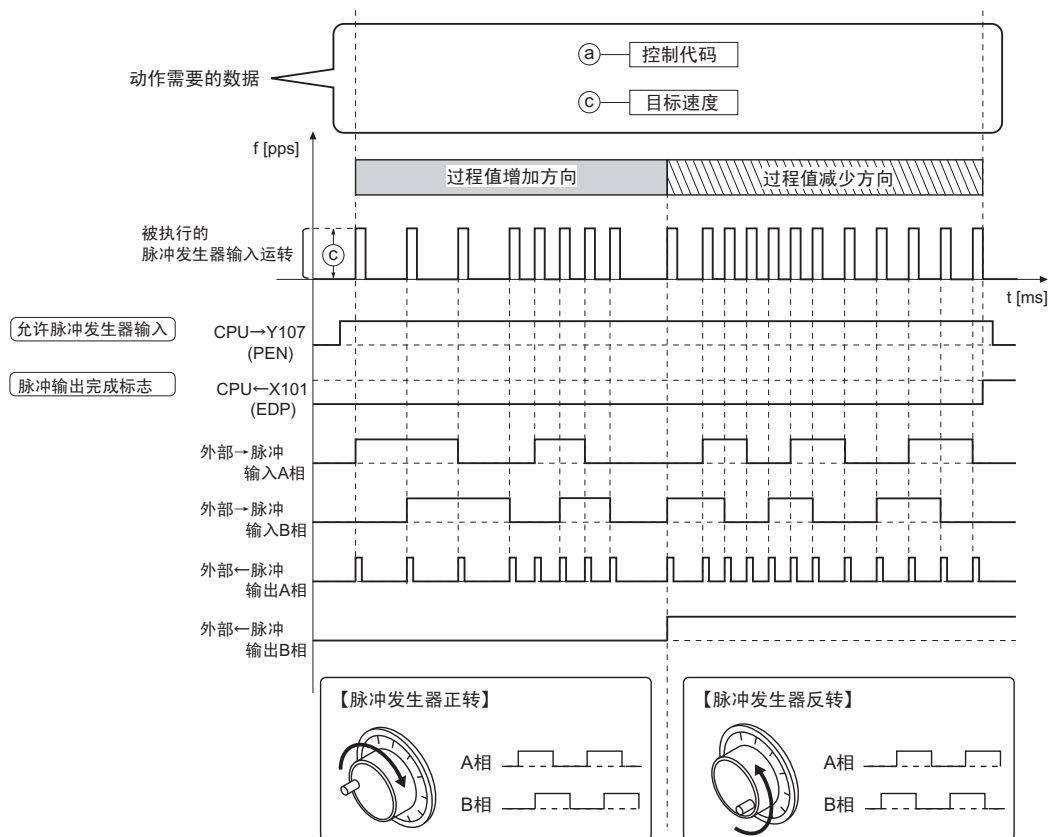 动作需要的数据
ⓐ 控制代码
ⓒ 目标速度
f [pps]
过程值增加方向
过程值减少方向
被执行的
脉冲发生器输入运转
ⓒ
t [ms]
允许脉冲发生器输入
CPU→Y107
(PEN)
脉冲输出完成标志
CPU←X101
(EDP)
外部→脉冲
输入A相
外部→脉冲
输入B相
外部←脉冲
输出A相
外部←脉冲
输出B相
【脉冲发生器正转】
A相
B相
【脉冲发生器反转】
A相
B相